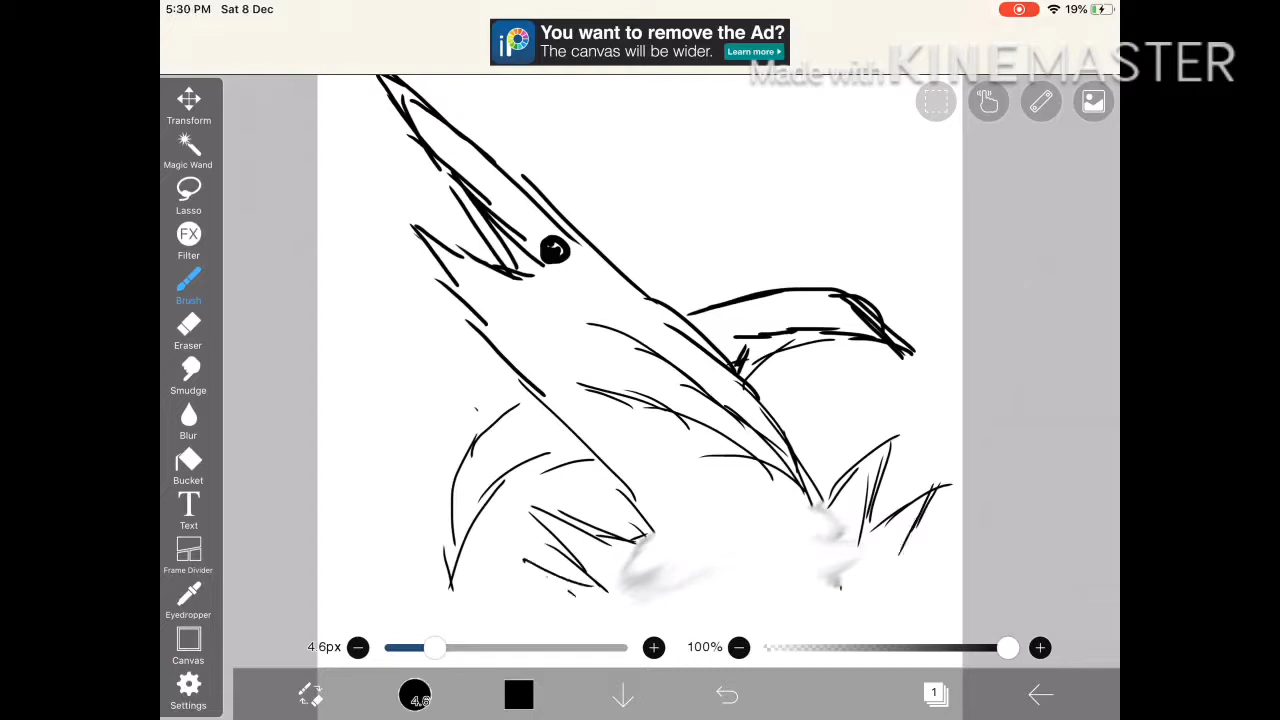 5:30 PM Sat 8 Dec
19%
You want to remove the Ad?
The canvas will be wider.
Learn more
Made with KINEMASTER
Transform
Magic Wand
Lasso
FX
Filter
Brush
Eraser
Smudge
Blur
Bucket
T
Text
Frame Divider
Eyedropper
Canvas
Settings
4.6px
100%
4.6
1